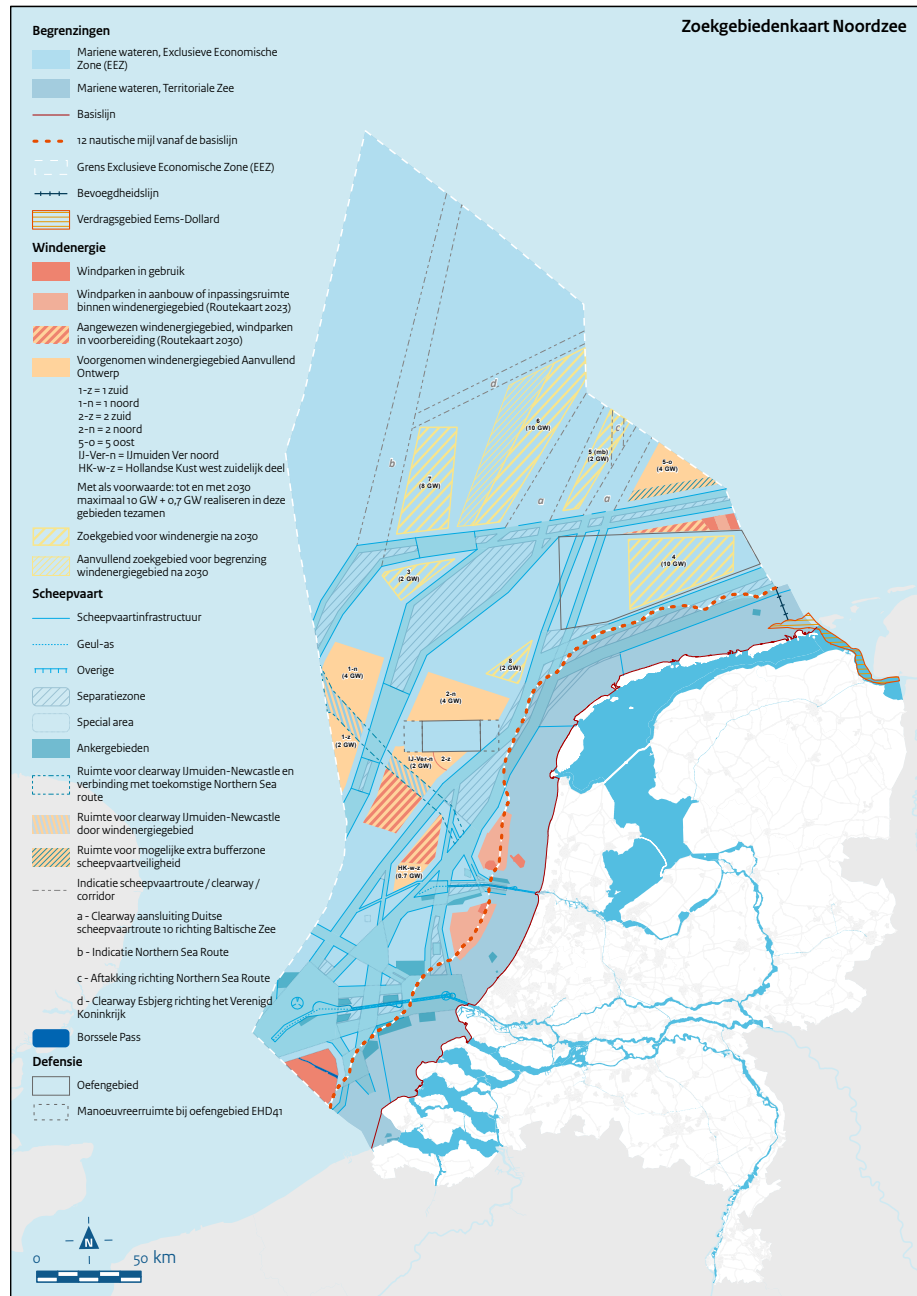 Zoekgebiedenkaart Noordzee
Begrenzingen
Mariene wateren, Exclusieve Economische
Zone (EEZ)
Mariene wateren, Territoriale Zee
Basislijn
12 nautische mijl vanaf de basislijn
Grens Exclusieve Economische Zone (EEZ)
Bevoegdheidslijn
Verdragsgebied Eems-Dollard
Windenergie
Windparken in gebruik
Windparken in aanbouw of inpassingsruimte
binnen windenergiegebied (Routekaart 2023)
Aangewezen windenergiegebied, windparken
in voorbereiding (Routekaart 2030)
Voorgenomen windenergiegebied Aanvullend
Ontwerp
1-z = 1 zuid
1-n = 1 noord
2-z = 2 zuid
2-n = 2 noord
5-o = 5 oost
IJ-Ver-n = IJmuiden Ver noord
HK-w-z = Hollandse Kust west zuidelijk deel
Met als voorwaarde: tot en met 2030
maximaal 10 GW + 0,7 GW realiseren in deze
gebieden tezamen
Zoekgebied voor windenergie na 2030
Aanvullend zoekgebied voor begrenzing
windenergiegebied na 2030
Scheepvaart
Scheepvaartinfrastructuur
Geul-as
Overige
Separatiezone
Special area
Ankergebieden
Ruimte voor clearway IJmuiden-Newcastle en
verbinding met toekomstige Northern Sea
route
Ruimte voor clearway IJmuiden-Newcastle
door windenergiegebied
Ruimte voor mogelijke extra bufferzone
scheepvaartveiligheid
Indicatie scheepvaartroute / clearway /
corridor
a - Clearway aansluiting Duitse
scheepvaartroute 10 richting Baltische Zee
b - Indicatie Northern Sea Route
c - Aftakking richting Northern Sea Route
d - Clearway Esbjerg richting het Verenigd
Koninkrijk
Borssele Pass
Defensie
Oefengebied
Manoeuvreerruimte bij oefengebied EHD41
N
0 50 km
d
6
(10 GW)
c
5 (mb)
(2 GW)
5-o
(4 GW)
b
7
(8 GW)
a
a
4
(10 GW)
3
(2 GW)
8
(2 GW)
1-n
(4 GW)
2-n
(4 GW)
1-z
(2 GW)
IJ-Ver-n
(2 GW)
2-z
HK-w-z
(0.7 GW)